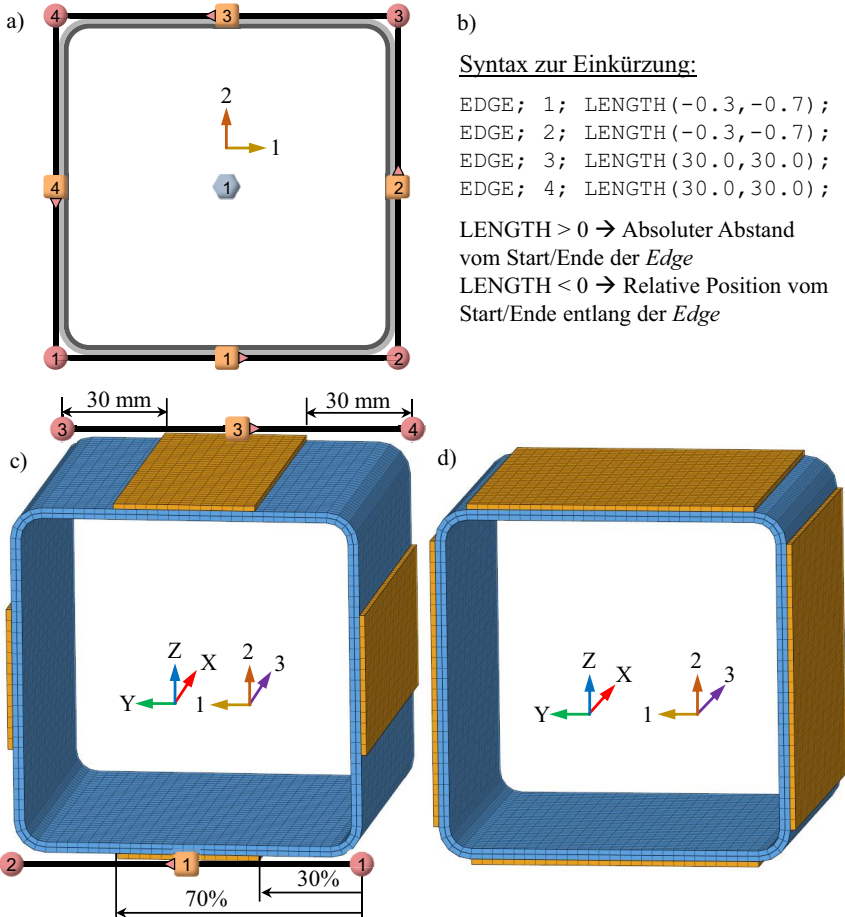 a)
4
3
3
2
1
4
1
2
1
1
2
b)
Syntax zur Einkürzung:
EDGE; 1; LENGTH(-0.3,-0.7);
EDGE; 2; LENGTH(-0.3,-0.7);
EDGE; 3; LENGTH(30.0,30.0);
EDGE; 4; LENGTH(30.0,30.0);
LENGTH > 0 → Absoluter Abstand
vom Start/Ende der Edge
LENGTH < 0 → Relative Position vom
Start/Ende entlang der Edge
30 mm
30 mm
3
3
4
c)
Z
X
Y
2
3
1
2
1
1
30%
70%
d)
Z
X
Y
2
3
1